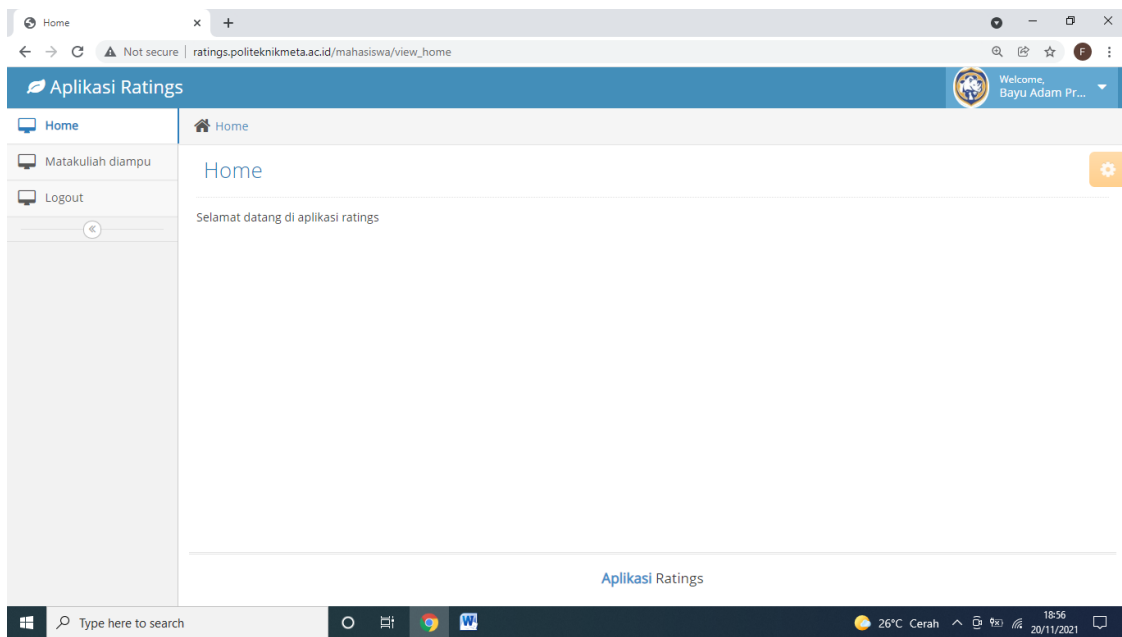 Home
Not secure
ratings.politeknikmeta.ac.id/mahasiswa/view_home
F
Aplikasi Ratings
Welcome,
Bayu Adam Pr...
Home
Home
Matakuliah diampu
Home
Logout
Selamat datang di aplikasi ratings
Aplikasi Ratings
Type here to search
W
26°C Cerah
18:56
20/11/2021